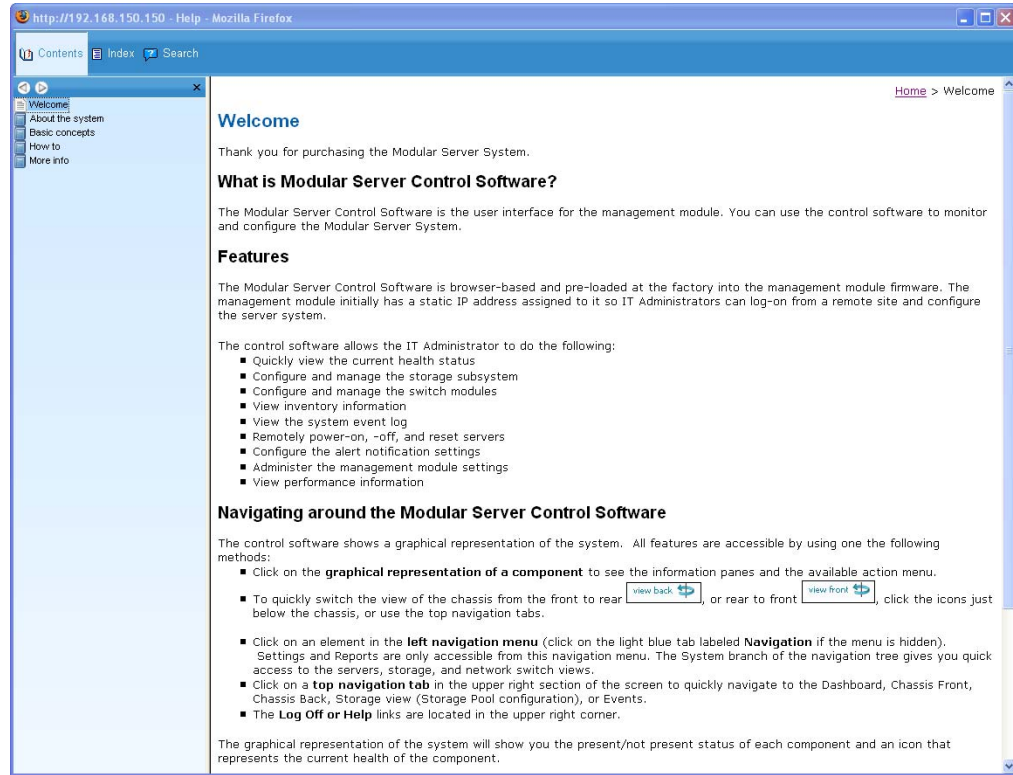 http://192.168.150.150 - Help - Mozilla Firefox
Contents Index Search
Welcome
About the system
Basic concepts
How to
More info
Home > Welcome
Welcome
Thank you for purchasing the Modular Server System.
What is Modular Server Control Software?
The Modular Server Control Software is the user interface for the management module. You can use the control software to monitor
and configure the Modular Server System.
Features
The Modular Server Control Software is browser-based and pre-loaded at the factory into the management module firmware. The
management module initially has a static IP address assigned to it so IT Administrators can log-on from a remote site and configure
the server system.
The control software allows the IT Administrator to do the following:
Quickly view the current health status
Configure and manage the storage subsystem
Configure and manage the switch modules
View inventory information
View the system event log
Remotely power-on, -off, and reset servers
Configure the alert notification settings
Administer the management module settings
View performance information
Navigating around the Modular Server Control Software
The control software shows a graphical representation of the system. All features are accessible by using one the following
methods:
Click on the graphical representation of a component to see the information panes and the available action menu.
To quickly switch the view of the chassis from the front to rear view back , or rear to front view front , click the icons just
below the chassis, or use the top navigation tabs.
Click on an element in the left navigation menu (click on the light blue tab labeled Navigation if the menu is hidden).
Settings and Reports are only accessible from this navigation menu. The System branch of the navigation tree gives you quick
access to the servers, storage, and network switch views.
Click on a top navigation tab in the upper right section of the screen to quickly navigate to the Dashboard, Chassis Front,
Chassis Back, Storage view (Storage Pool configuration), or Events.
The Log Off or Help links are located in the upper right corner.
The graphical representation of the system will show you the present/not present status of each component and an icon that
represents the current health of the component.